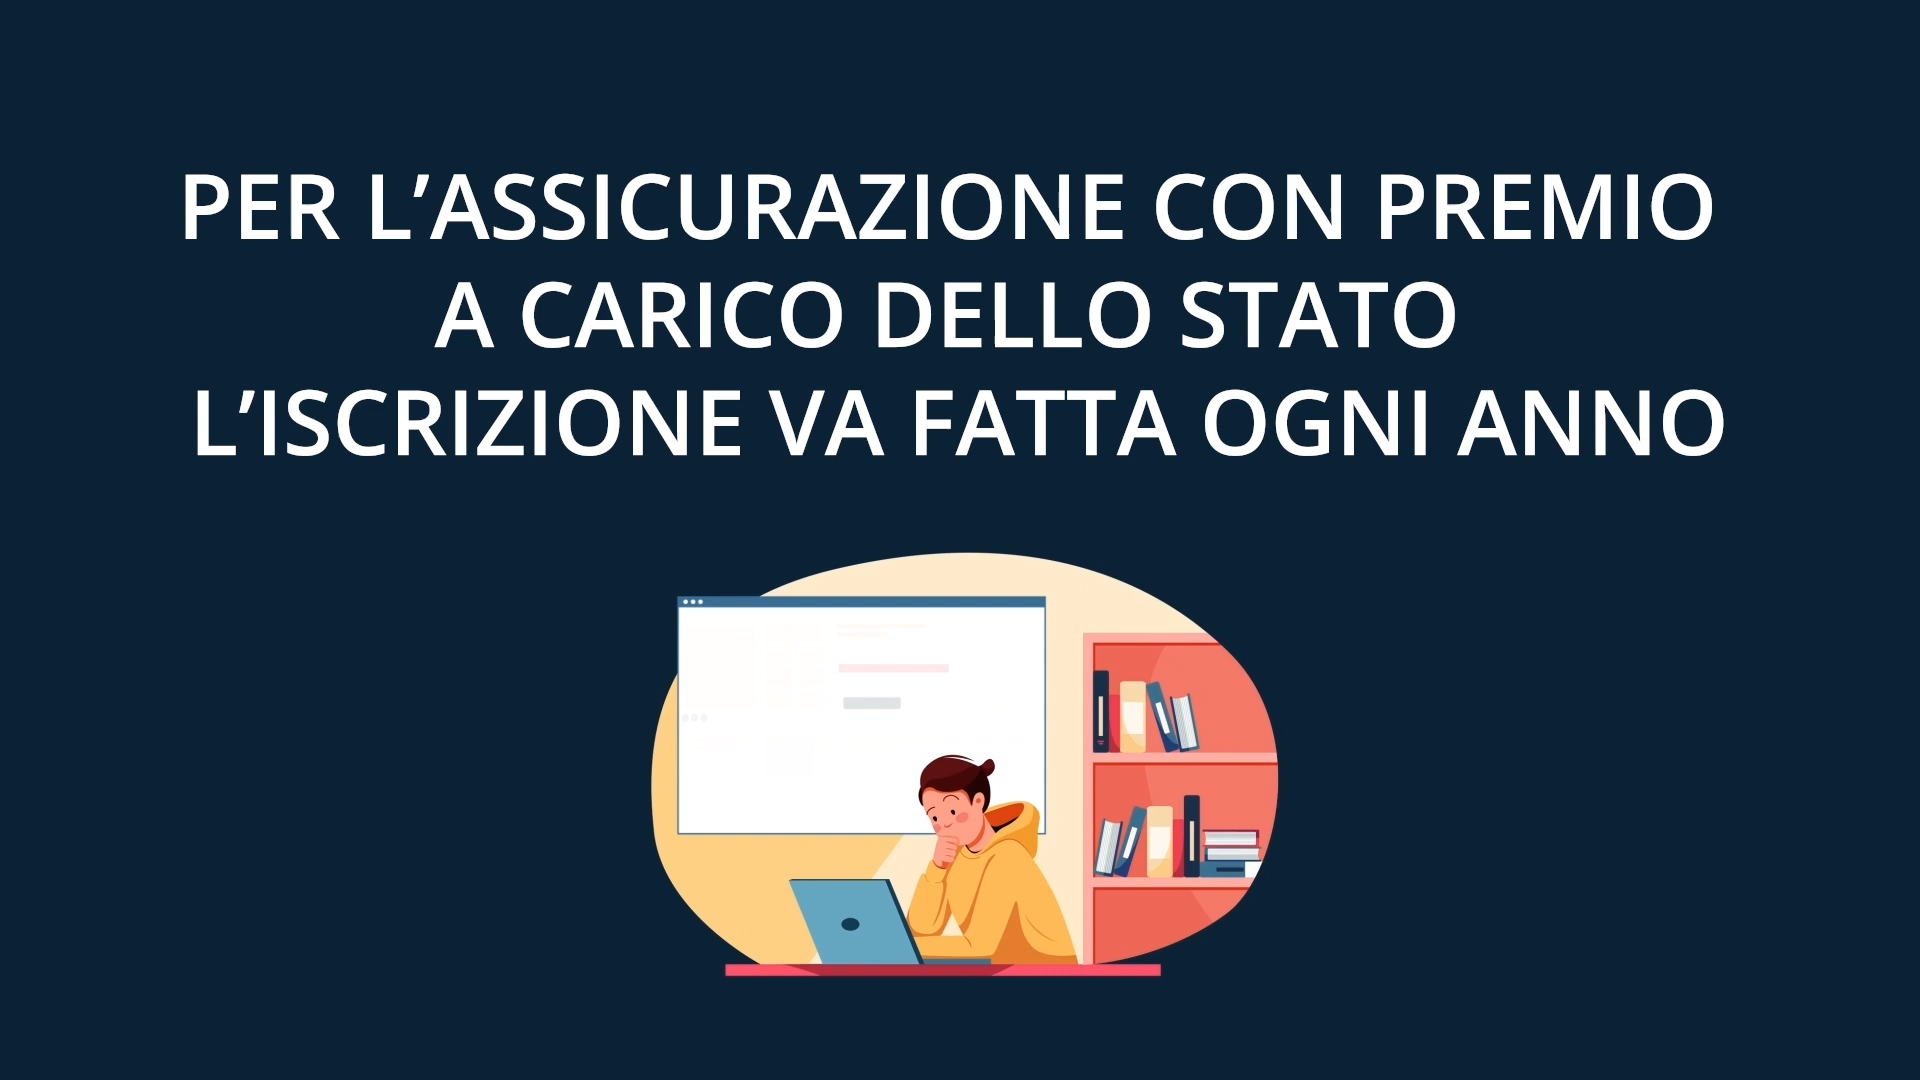 PER L’ASSICURAZIONE CON PREMIO
A CARICO DELLO STATO
L’ISCRIZIONE VA FATTA OGNI ANNO